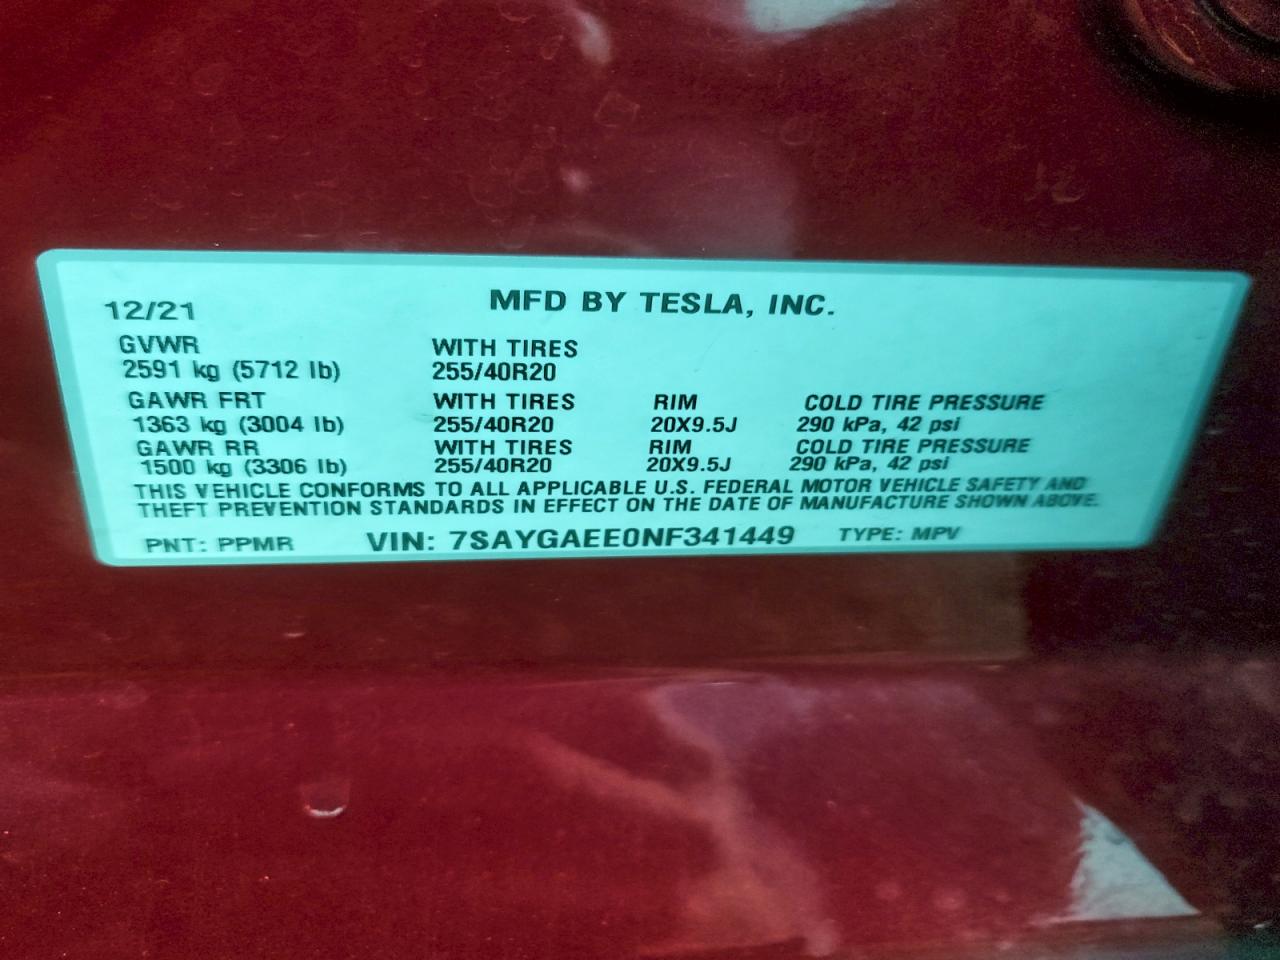 12/21 MFD BY TESLA, INC.
GVWR WITH TIRES
2591 kg (5712 lb) 255/40R20
GAWR FRT WITH TIRES RIM COLD TIRE PRESSURE
1363 kg (3004 lb) 255/40R20 20X9.5J 290 kPa, 42 psi
GAWR RR WITH TIRES RIM COLD TIRE PRESSURE
1500 kg (3306 lb) 255/40R20 20X9.5J 290 kPa, 42 psi
THIS VEHICLE CONFORMS TO ALL APPLICABLE U.S. FEDERAL MOTOR VEHICLE SAFETY AND
THEFT PREVENTION STANDARDS IN EFFECT ON THE DATE OF MANUFACTURE SHOWN ABOVE.
PNT: PPMR VIN: 7SAYGAEE0NF341449 TYPE: MPV